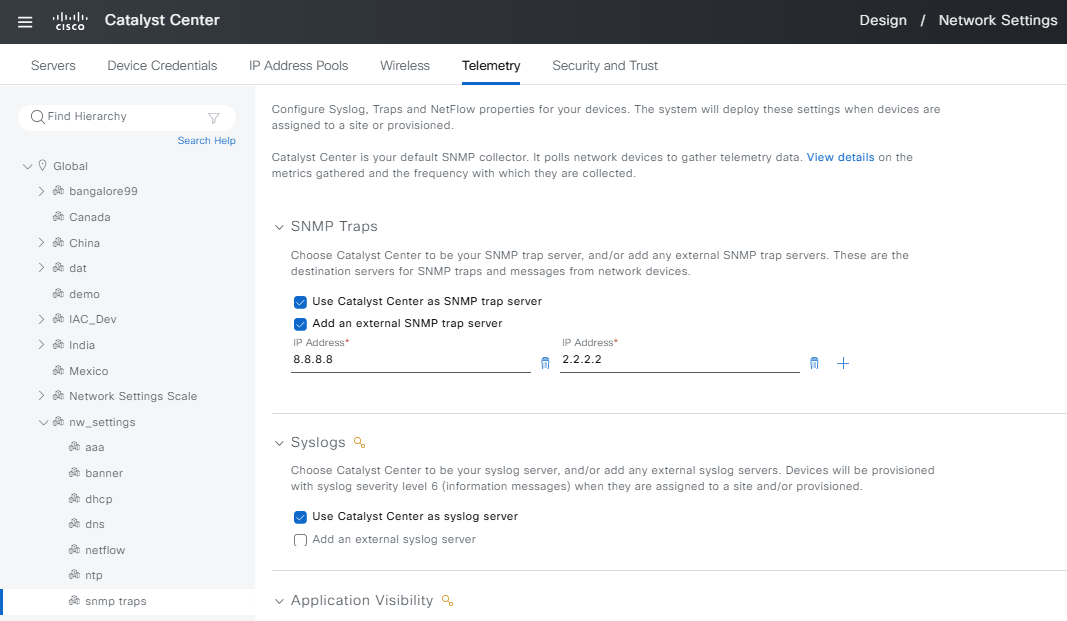 CISCO Catalyst Center
Design / Network Settings
Servers Device Credentials IP Address Pools Wireless Telemetry Security and Trust
Find Hierarchy
Search Help
Global
bangalore99
Canada
China
dat
demo
IAC_Dev
India
Mexico
Network Settings Scale
nw_settings
aaa
banner
dhcp
dns
netflow
ntp
snmp traps
Configure Syslog, Traps and NetFlow properties for your devices. The system will deploy these settings when devices are
assigned to a site or provisioned.
Catalyst Center is your default SNMP collector. It polls network devices to gather telemetry data. View details on the
metrics gathered and the frequency with which they are collected.
SNMP Traps
Choose Catalyst Center to be your SNMP trap server, and/or add any external SNMP trap servers. These are the
destination servers for SNMP traps and messages from network devices.
Use Catalyst Center as SNMP trap server
Add an external SNMP trap server
IP Address* IP Address*
8.8.8.8 2.2.2.2
Syslogs
Choose Catalyst Center to be your syslog server, and/or add any external syslog servers. Devices will be provisioned
with syslog severity level 6 (information messages) when they are assigned to a site and/or provisioned.
Use Catalyst Center as syslog server
Add an external syslog server
Application Visibility